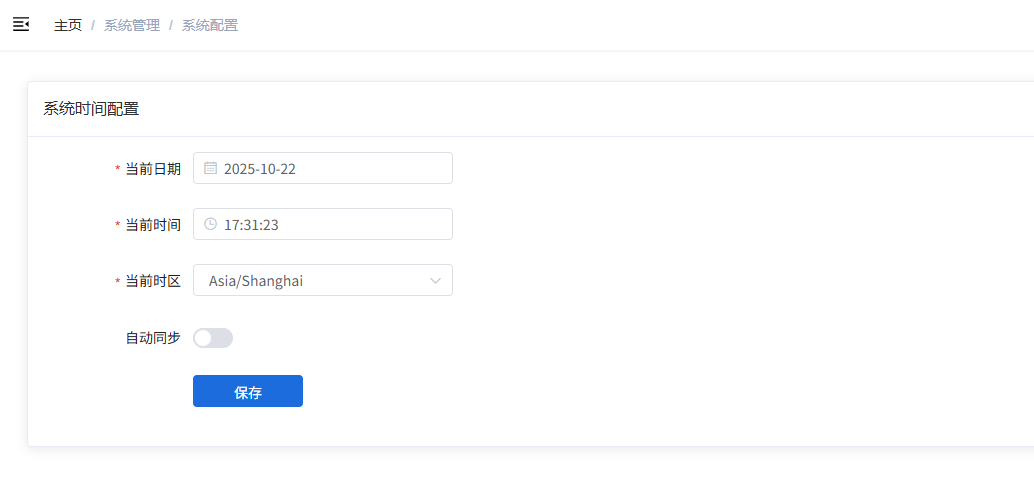 主页 / 系统管理 / 系统配置
系统时间配置
* 当前日期 2025-10-22
* 当前时间 17:31:23
* 当前时区 Asia/Shanghai
自动同步
保存